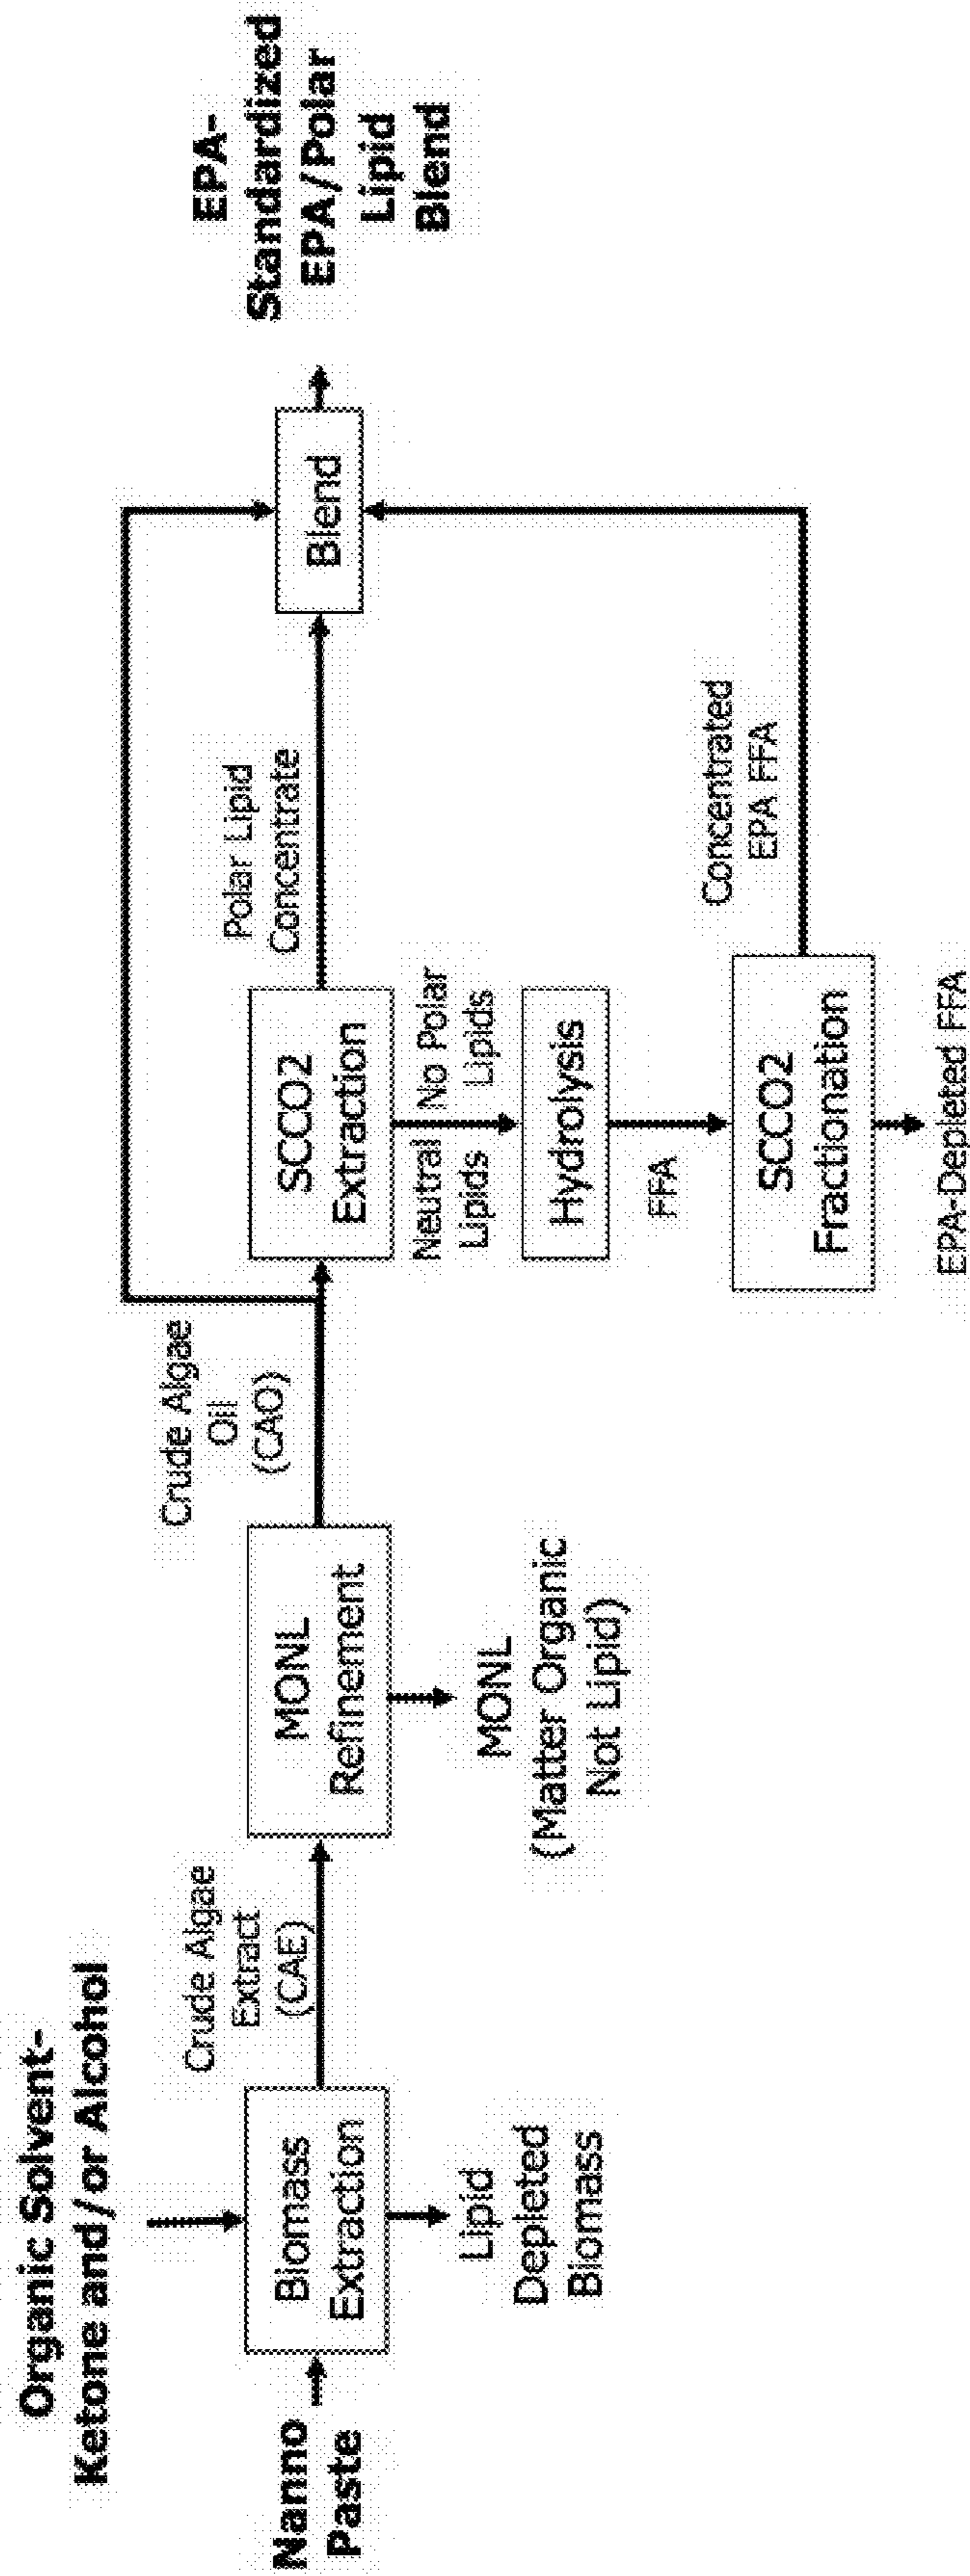 Organic Solvent-
Ketone and/or Alcohol
Nanno
Paste
Biomass
Extraction
Lipid
Depleted
Biomass
Crude Algae
Extract
(CAE)
MONL
Refinement
MONL
(Matter Organic
Not Lipid)
Crude Algae
Oil
(CAO)
SCCO2
Extraction
Neutral
Lipids
No Polar
Lipids
Hydrolysis
FFA
SCCO2
Fractionation
EPA-Depleted FFA
Polar Lipid
Concentrate
Concentrated
EPA FFA
Blend
EPA-
Standardized
EPA/Polar
Lipid
Blend